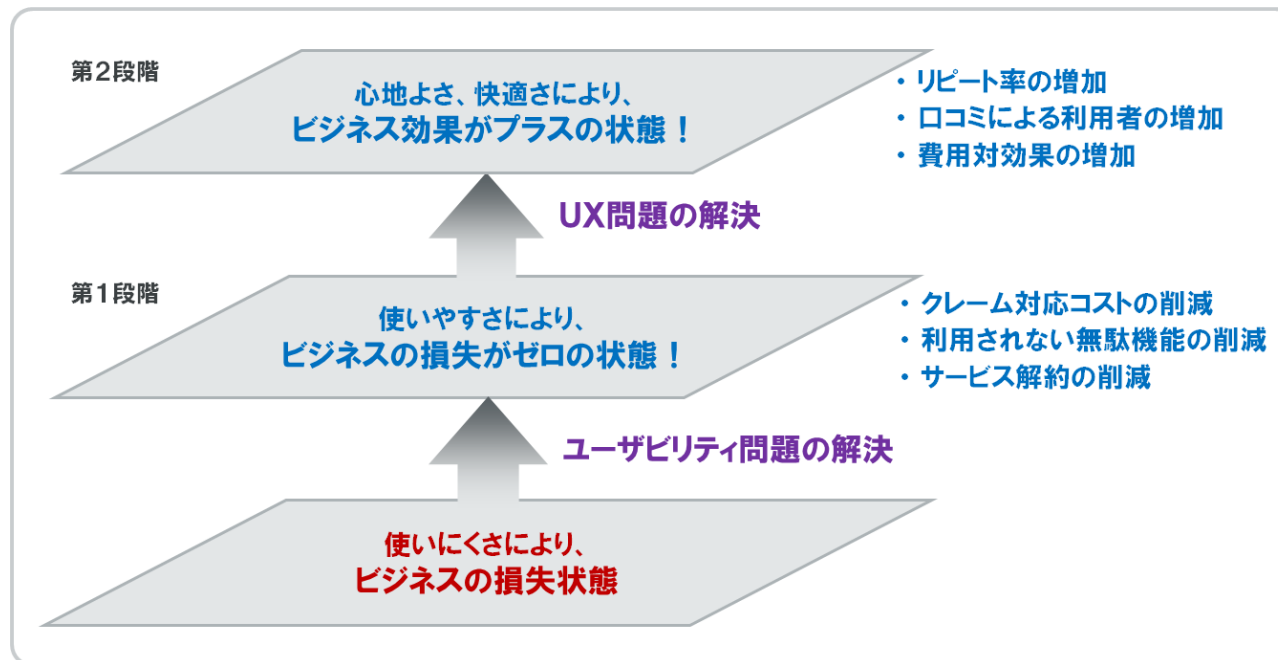 第2段階
心地よさ、快適さにより、
ビジネス効果がプラスの状態！
・ リピート率の増加
・ 口コミによる利用者の増加
・ 費用対効果の増加
UX問題の解決
第1段階
使いやすさにより、
ビジネスの損失がゼロの状態！
・ クレーム対応コストの削減
・ 利用されない無駄機能の削減
・ サービス解約の削減
ユーザビリティ問題の解決
使いにくさにより、
ビジネスの損失状態